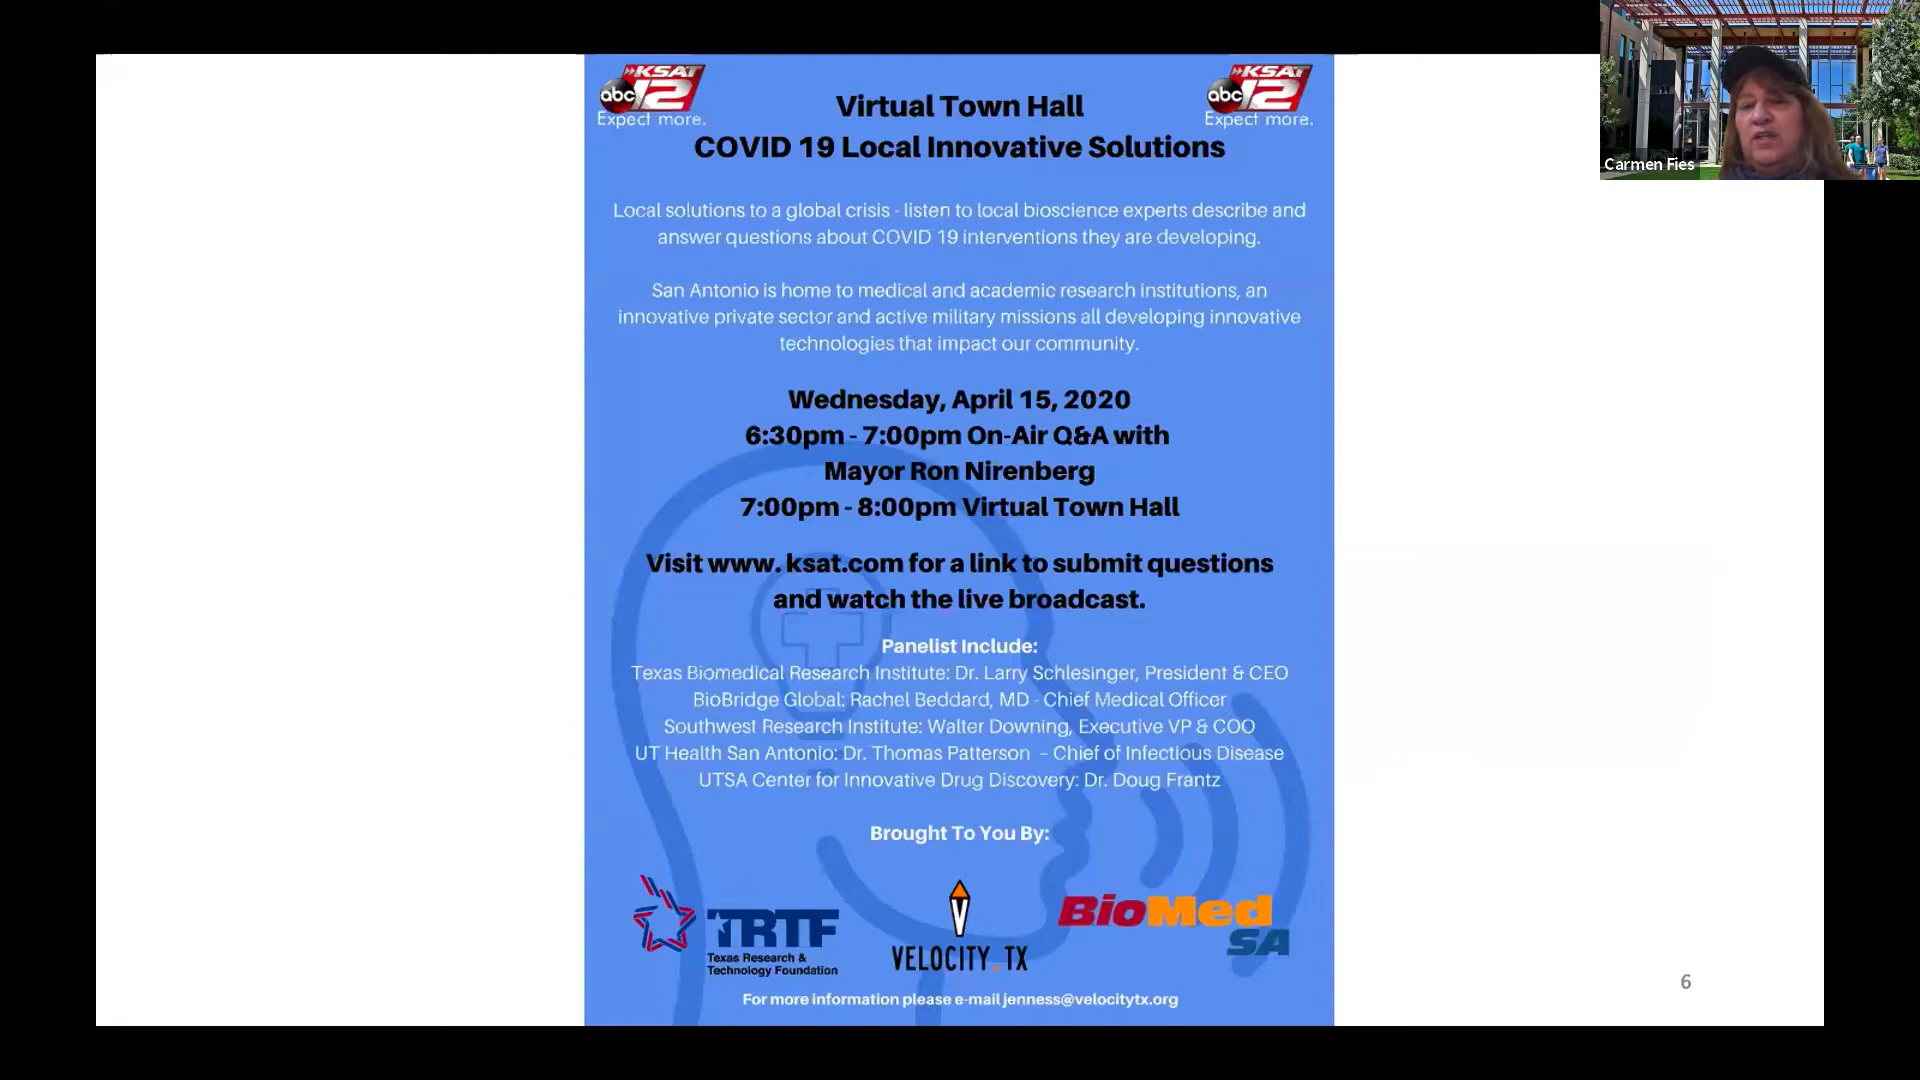 KSAT
abc 12
Expect more.
KSAT
abc 12
Expect more.
Virtual Town Hall
COVID 19 Local Innovative Solutions
Carmen Fies
Local solutions to a global crisis - listen to local bioscience experts describe and
answer questions about COVID 19 interventions they are developing.
San Antonio is home to medical and academic research institutions, an
innovative private sector and active military missions all developing innovative
technologies that impact our community.
Wednesday, April 15, 2020
6:30pm - 7:00pm On-Air Q&A with
Mayor Ron Nirenberg
7:00pm - 8:00pm Virtual Town Hall
Visit www. ksat.com for a link to submit questions
and watch the live broadcast.
Panelist Include:
Texas Biomedical Research Institute: Dr. Larry Schlesinger, President & CEO
BioBridge Global: Rachel Beddard, MD - Chief Medical Officer
Southwest Research Institute: Walter Downing, Executive VP & COO
UT Health San Antonio: Dr. Thomas Patterson – Chief of Infectious Disease
UTSA Center for Innovative Drug Discovery: Dr. Doug Frantz
Brought To You By:
TRTF
Texas Research &
Technology Foundation
VELOCITY.TX
BioMed
SA
For more information please e-mail jenness@velocitytx.org
6